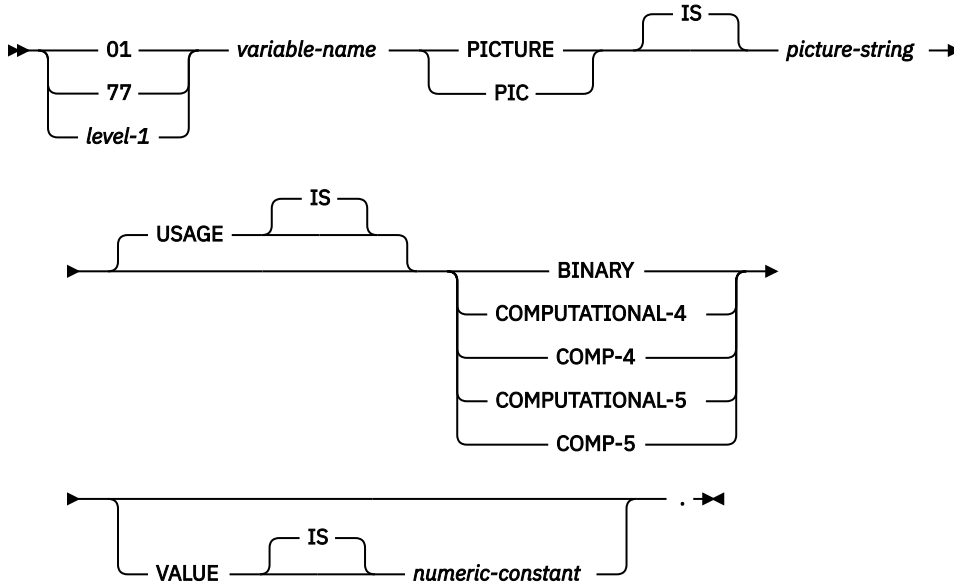 IS
01 variable-name PICTURE picture-string
77 PIC
level-1
IS
USAGE
BINARY
COMPUTATIONAL-4
COMP-4
COMPUTATIONAL-5
COMP-5
.
IS
VALUE numeric-constant